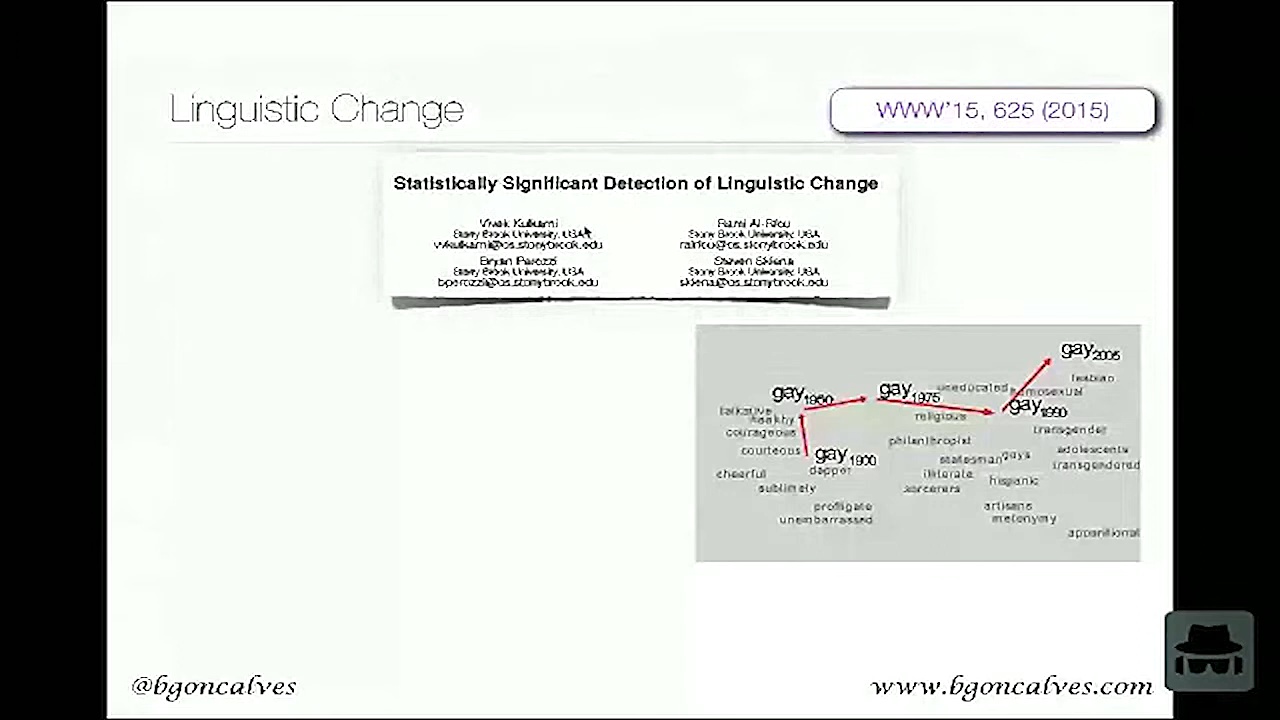 Linguistic Change
WWW'15, 625 (2015)
Statistically Significant Detection of Linguistic Change
Vivek Kulkarni
Stony Brook University, USA
vvkulkarni@cs.stonybrook.edu
Rami Al-Rfou
Stony Brook University, USA
ralrfou@cs.stonybrook.edu
Bryan Perozzi
Stony Brook University, USA
bperozzi@cs.stonybrook.edu
Steven Skiena
Stony Brook University, USA
skiena@cs.stonybrook.edu
gay2005
lesbian
gay1950
gay1975
uneducated
homosexual
gay1990
talkative
healthy
religious
courageous
transgender
philanthropist
courteous
gay1900
statesman
gays
adolescents
transgendered
cheerful
dapper
illiterate
hispanic
sublimely
sorcerers
profligate
artisans
unembarrassed
metonymy
apparitional
@bgoncalves
www.bgoncalves.com